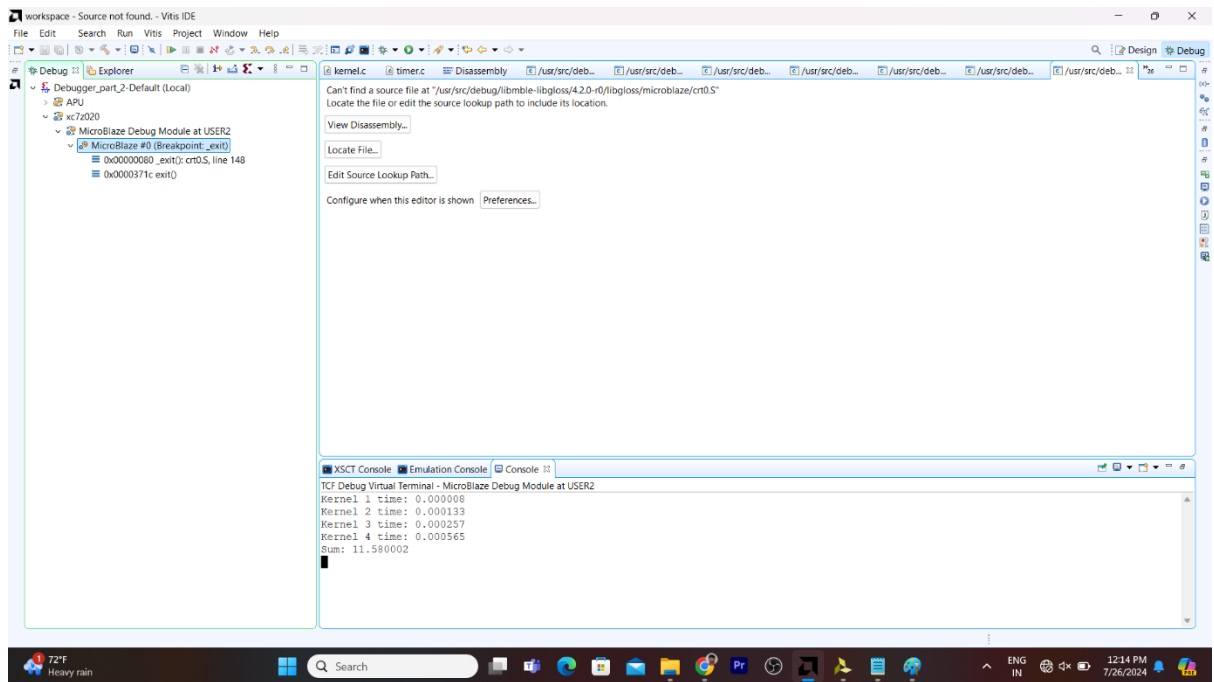 workspace - Source not found. - Vitis IDE
File Edit Search Run Vitis Project Window Help
Design Debug
Debug Explorer
kernel.c timer.c Disassembly /usr/src/deb... /usr/src/deb... /usr/src/deb... /usr/src/deb... /usr/src/deb... /usr/src/deb... /usr/src/deb... »26
Debugger_part_2-Default (Local)
APU
xc7z020
MicroBlaze Debug Module at USER2
MicroBlaze #0 (Breakpoint: _exit)
0x00000080 _exit(): crt0.S, line 148
0x0000371c exit()
Can't find a source file at "/usr/src/debug/libmble-libgloss/4.2.0-r0/libgloss/microblaze/crt0.S"
Locate the file or edit the source lookup path to include its location.
View Disassembly...
Locate File...
Edit Source Lookup Path...
Configure when this editor is shown Preferences...
XSCT Console Emulation Console Console
TCF Debug Virtual Terminal - MicroBlaze Debug Module at USER2
Kernel 1 time: 0.000008
Kernel 2 time: 0.000133
Kernel 3 time: 0.000257
Kernel 4 time: 0.000565
Sum: 11.580002
1
72°F
Heavy rain
Search
Pr
ENG
IN
12:14 PM
7/26/2024
PRE